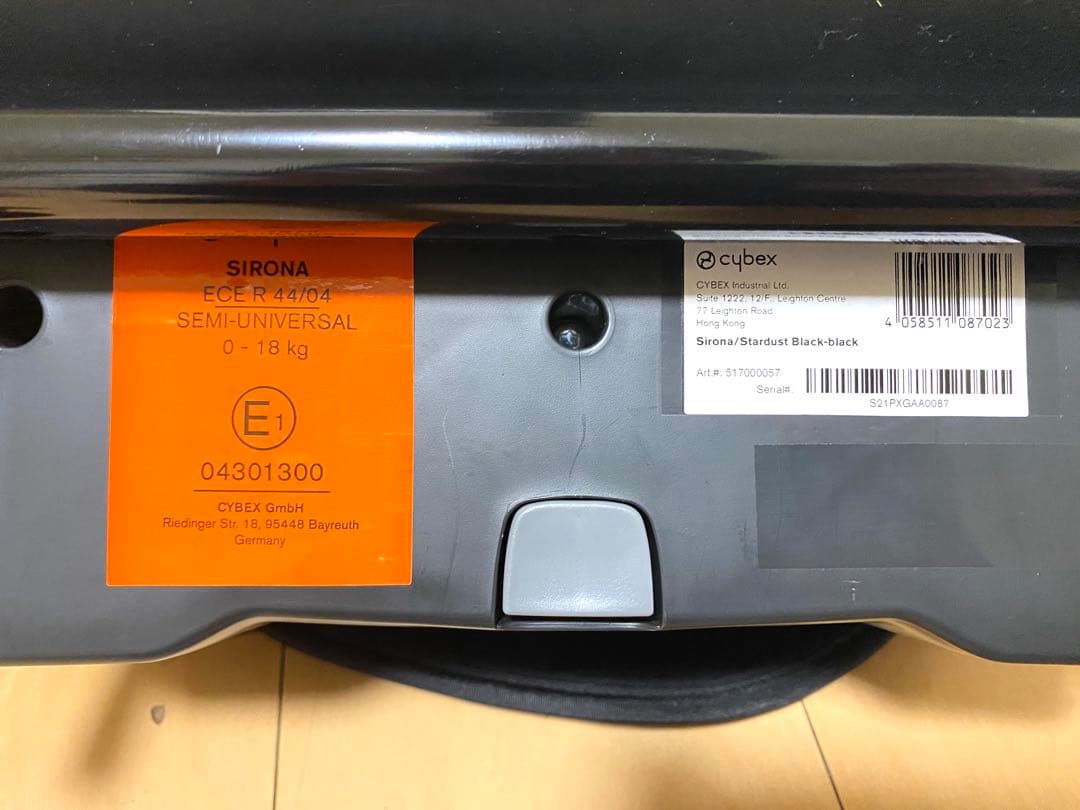 SIRONA
ECE R 44/04
SEMI-UNIVERSAL
0 - 18 kg
E1
04301300
CYBEX GmbH
Riedinger Str. 18, 95448 Bayreuth
Germany
cybex
CYBEX Industrial Ltd.
Suite 1222, 12/F., Leighton Centre
77 Leighton Road
Hong Kong
4 058511 087023
Sirona/Stardust Black-black
Art.#: 517000057
Serial#:
S21PXGAA0087